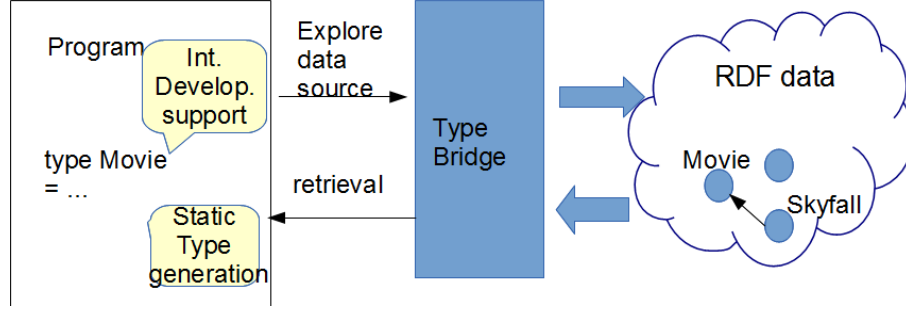 Program
Int.
Develop.
support
type Movie
= ...
Static
Type
generation
Explore
data
source
retrieval
Type
Bridge
RDF data
Movie
Skyfall